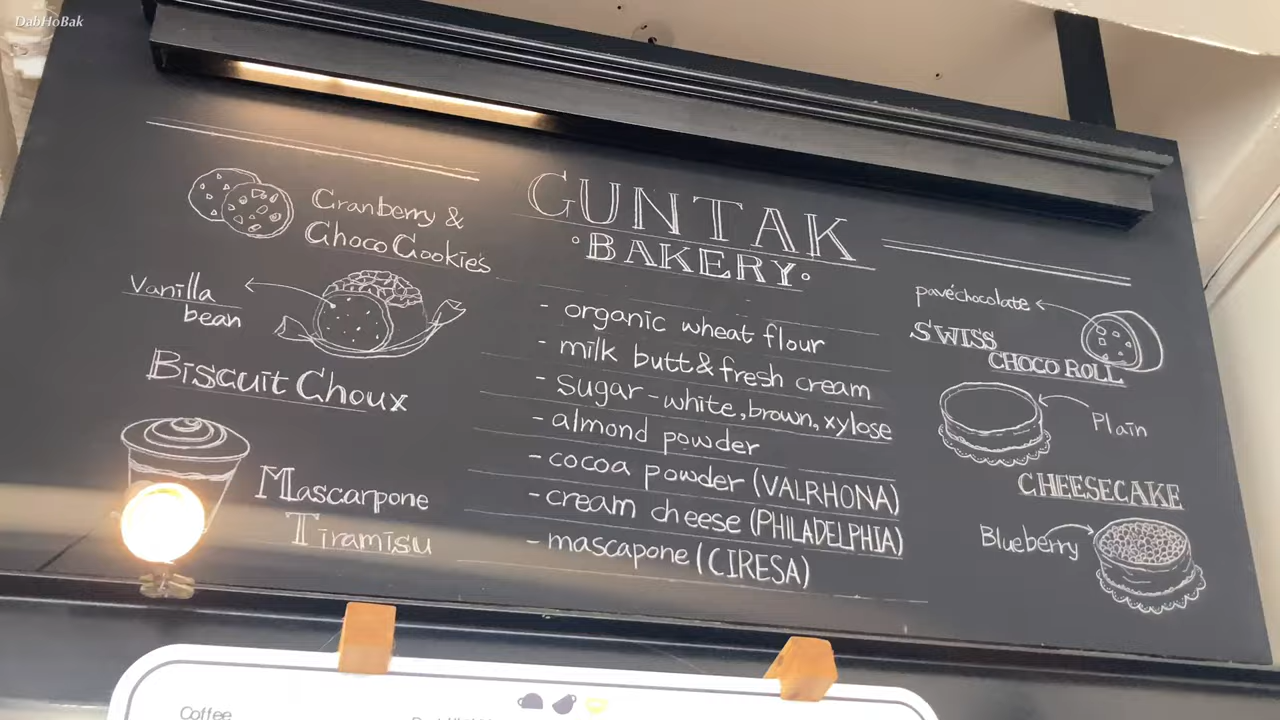 DabHoBak
GUNTAK
BAKERY
Cranberry &
Choco Cookies
Vanilla
bean
Biscuit Choux
Mascarpone
Tiramisu
- organic wheat flour
- milk butt & fresh cream
- sugar - white, brown, xylose
- almond powder
- cocoa powder (VALRHONA)
- cream cheese (PHILADELPHIA)
- mascapone (CIRESA)
pavéchocolate
SWISS
CHOCO ROLL
Plain
CHEESECAKE
Blueberry
Coffee